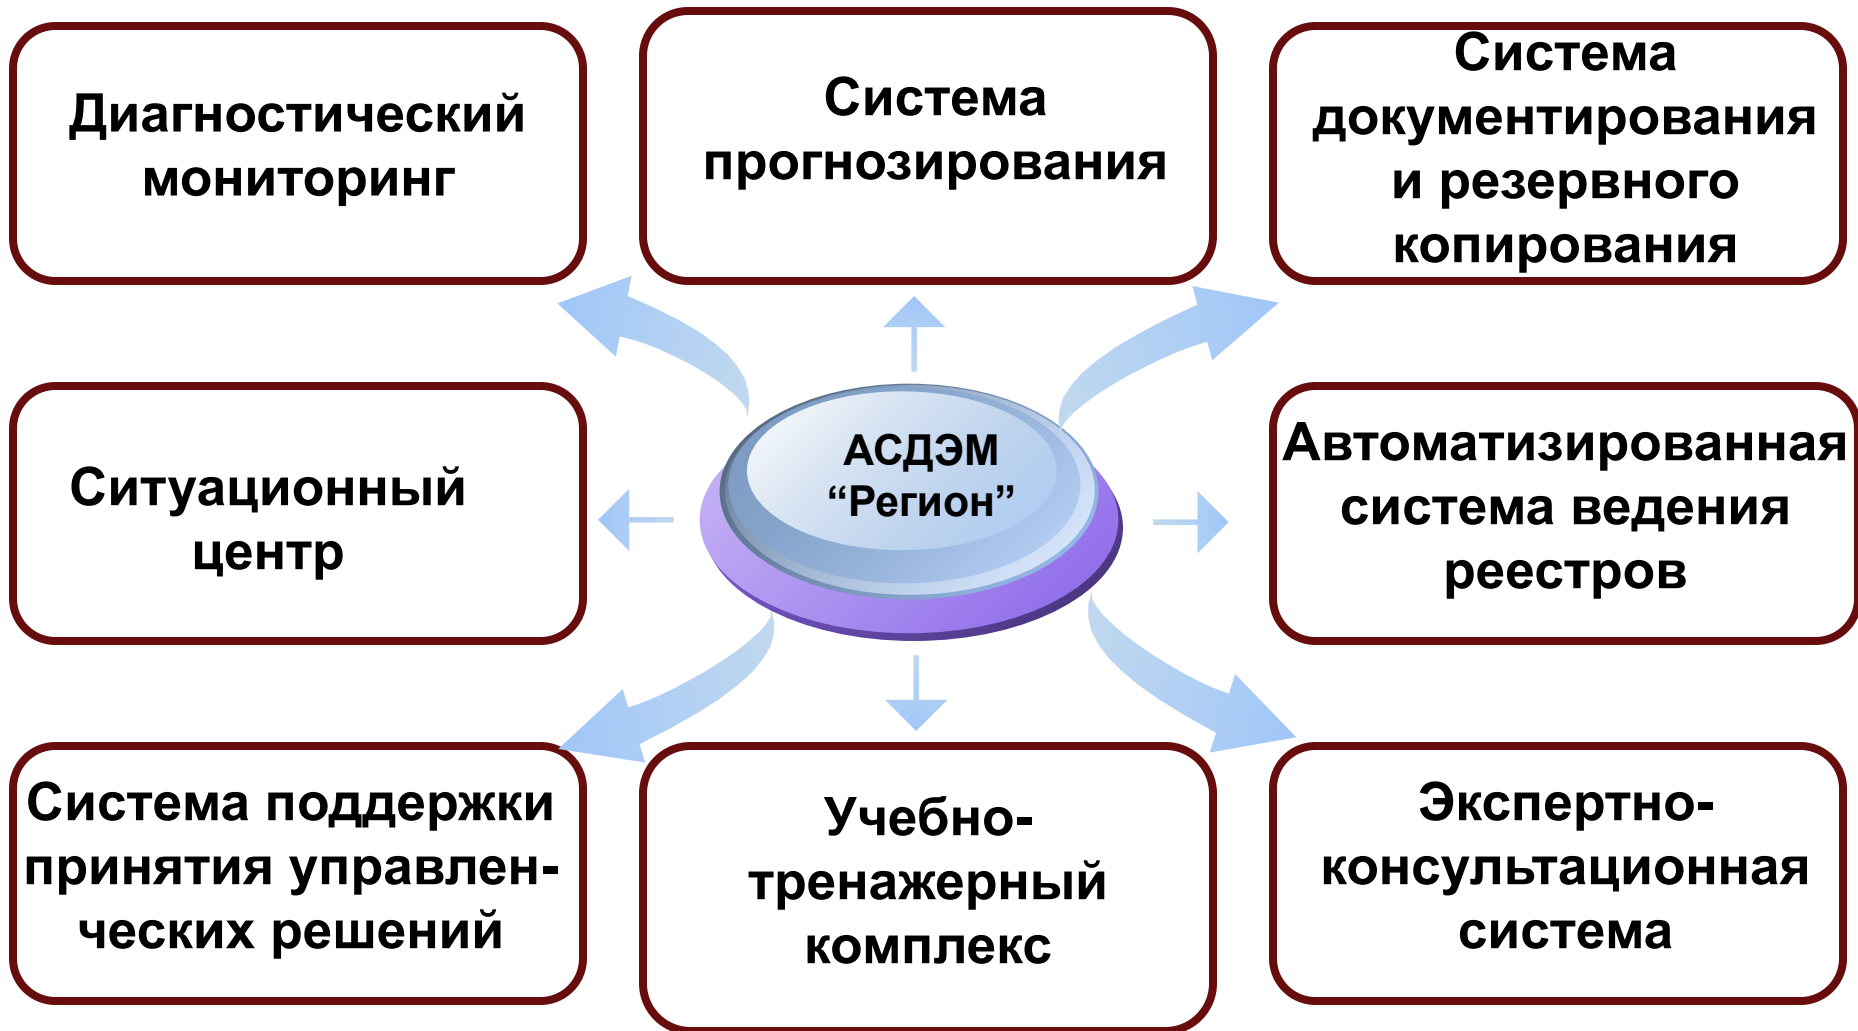 Диагностический
мониторинг
Система
прогнозирования
Система
документирования
и резервного
копирования
Ситуационный
центр
АСДЭМ
“Регион”
Автоматизированная
система ведения
реестров
Система поддержки
принятия управлен-
ческих решений
Учебно-
тренажерный
комплекс
Экспертно-
консультационная
система